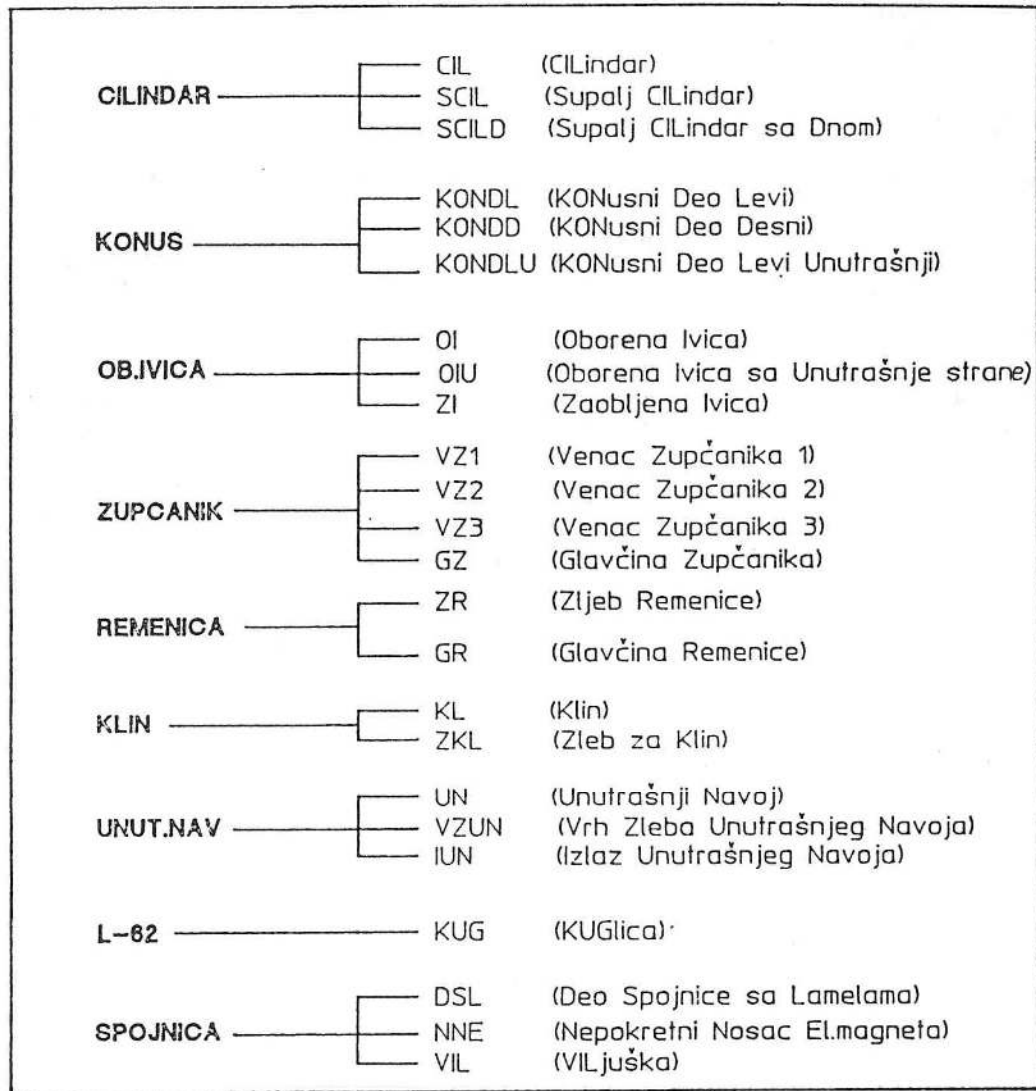 CIL (CILindar)
CILINDAR SCIL (Supalj CILindar)
SCILD (Supalj CILindar sa Dnom)
KONDL (KONusni Deo Levi)
KONUS KONDD (KONusni Deo Desni)
KONDLU (KONusni Deo Levi Unutrašnji)
OI (Oborena Ivica)
OB.IVICA OIU (Oborena Ivica sa Unutrašnje strane)
ZI (Zaobljena Ivica)
VZ1 (Venac Zupčanika 1)
VZ2 (Venac Zupčanika 2)
ZUPCANIK
VZ3 (Venac Zupčanika 3)
GZ (Glavčina Zupčanika)
ZR (Zljeb Remenice)
REMENICA
GR (Glavčina Remenice)
KL (Klin)
KLIN
ZKL (Zleb za Klin)
UN (Unutrašnji Navoj)
UNUT.NAV VZUN (Vrh Zleba Unutrašnjeg Navoja)
IUN (Izlaz Unutrašnjeg Navoja)
L-62 KUG (KUGlica)
DSL (Deo Spojnice sa Lamelama)
SPOJNICA NNE (Nepokretni Nosac El.magneta)
VIL (VILjuška)